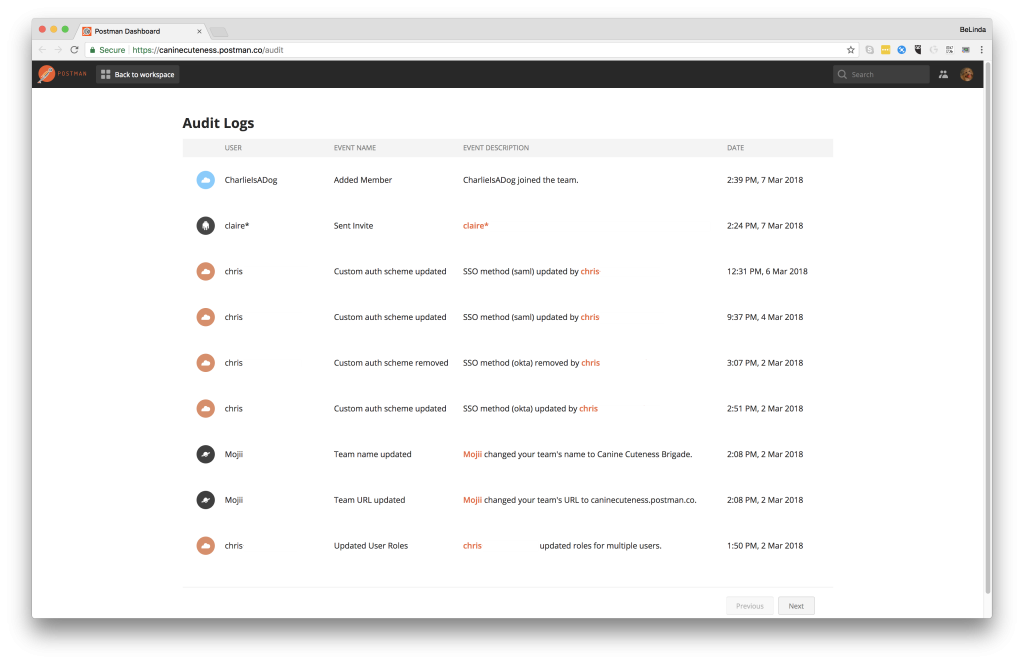 Postman Dashboard
BeLinda
Secure https://caninecuteness.postman.co/audit
POSTMAN Back to workspace Search
Audit Logs
USER EVENT NAME EVENT DESCRIPTION DATE
CharlieIsADog Added Member CharlieIsADog joined the team. 2:39 PM, 7 Mar 2018
claire* Sent Invite claire* 2:24 PM, 7 Mar 2018
chris Custom auth scheme updated SSO method (saml) updated by chris 12:31 PM, 6 Mar 2018
chris Custom auth scheme updated SSO method (saml) updated by chris 9:37 PM, 4 Mar 2018
chris Custom auth scheme removed SSO method (okta) removed by chris 3:07 PM, 2 Mar 2018
chris Custom auth scheme updated SSO method (okta) updated by chris 2:51 PM, 2 Mar 2018
Mojii Team name updated Mojii changed your team's name to Canine Cuteness Brigade. 2:08 PM, 2 Mar 2018
Mojii Team URL updated Mojii changed your team's URL to caninecuteness.postman.co. 2:08 PM, 2 Mar 2018
chris Updated User Roles chris updated roles for multiple users. 1:50 PM, 2 Mar 2018
Previous Next